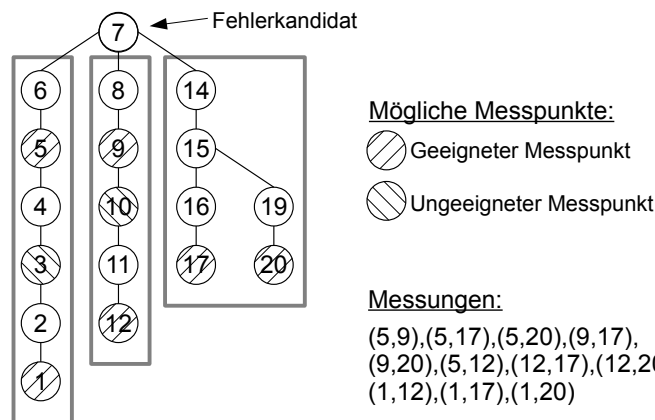 7 Fehlerkandidat
6 8 14
5 9 15
4 10 16 19
3 11 17 20
2 12
1
Mögliche Messpunkte:
Geeigneter Messpunkt
Ungeeigneter Messpunkt
Messungen:
(5,9),(5,17),(5,20),(9,17),
(9,20),(5,12),(12,17),(12,20
(1,12),(1,17),(1,20)